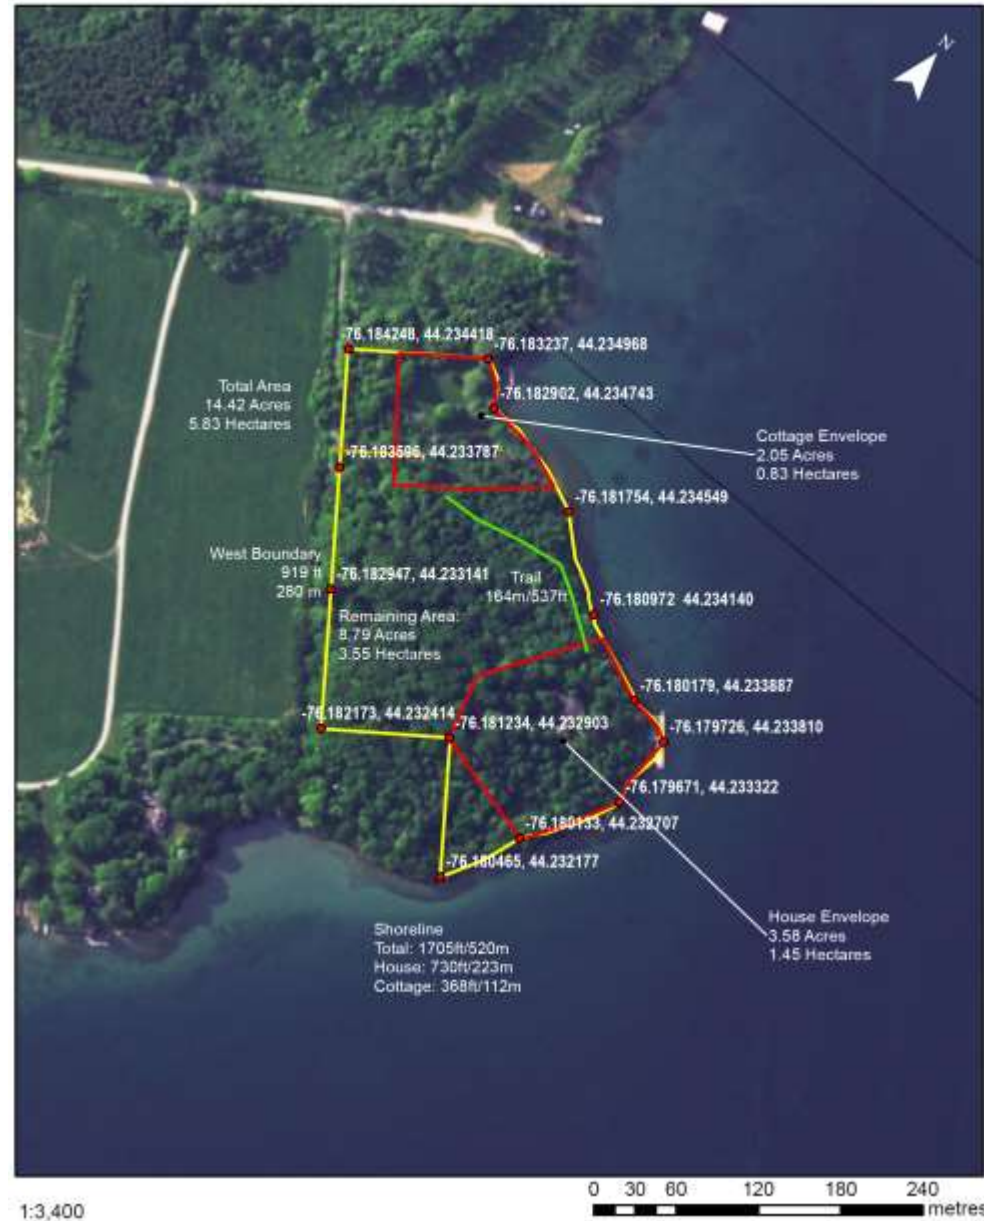 N
76.184248, 44.234418
-76.183237, 44.234968
-76.182902, 44.234743
Total Area
14.42 Acres
5.83 Hectares
Cottage Envelope
2.05 Acres
0.83 Hectares
-76.183596, 44.233787
-76.181754, 44.234549
West Boundary
919 ft
280 m
-76.182947, 44.233141
Trail
164m/537ft
-76.180972 44.234140
Remaining Area:
8.79 Acres
3.55 Hectares
-76.180179, 44.233887
-76.182173, 44.232414
-76.181234, 44.232903
-76.179726, 44.233810
-76.179671, 44.233322
-76.180133, 44.232707
-76.180465, 44.232177
House Envelope
3.58 Acres
1.45 Hectares
Shoreline
Total: 1705ft/520m
House: 730ft/223m
Cottage: 368ft/112m
1:3,400
0 30 60 120 180 240
metres